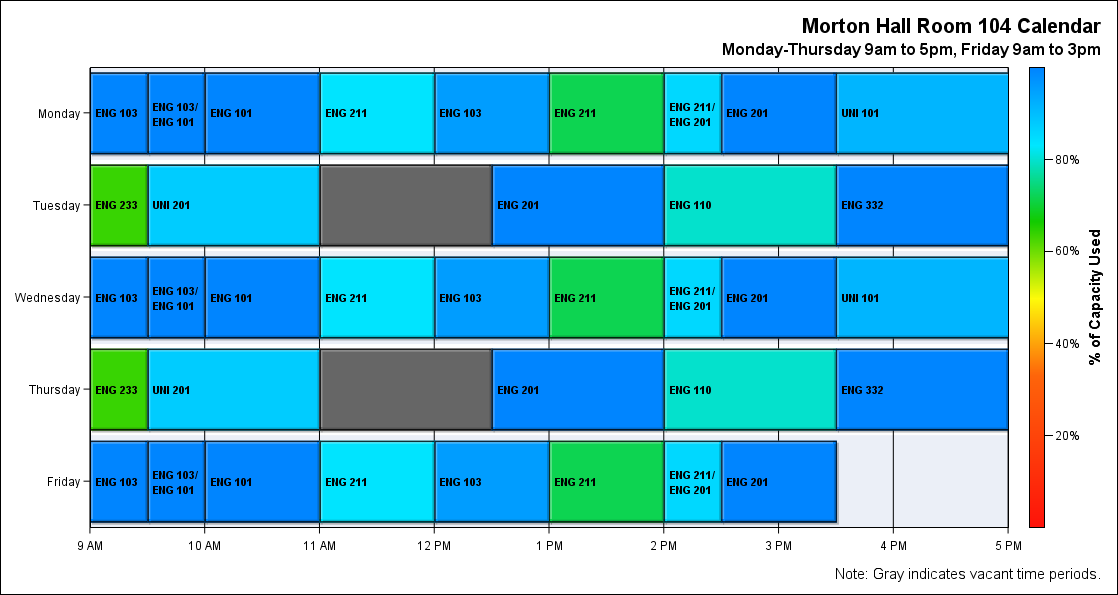 Morton Hall Room 104 Calendar
Monday-Thursday 9am to 5pm, Friday 9am to 3pm
Monday
ENG 103
ENG 103/
ENG 101
ENG 101
ENG 211
ENG 103
ENG 211
ENG 211/
ENG 201
ENG 201
UNI 101
Tuesday
ENG 233
UNI 201
ENG 201
ENG 110
ENG 332
Wednesday
ENG 103
ENG 103/
ENG 101
ENG 101
ENG 211
ENG 103
ENG 211
ENG 211/
ENG 201
ENG 201
UNI 101
Thursday
ENG 233
UNI 201
ENG 201
ENG 110
ENG 332
Friday
ENG 103
ENG 103/
ENG 101
ENG 101
ENG 211
ENG 103
ENG 211
ENG 211/
ENG 201
ENG 201
9 AM
10 AM
11 AM
12 PM
1 PM
2 PM
3 PM
4 PM
5 PM
80%
60%
40%
20%
% of Capacity Used
Note: Gray indicates vacant time periods.